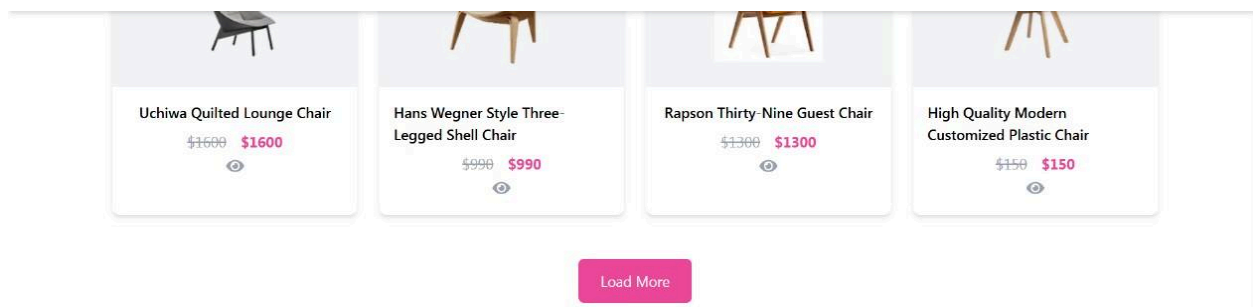 Uchiwa Quilted Lounge Chair
$1600 $1600
Hans Wegner Style Three-
Legged Shell Chair
$990 $990
Rapson Thirty-Nine Guest Chair
$1300 $1300
High Quality Modern
Customized Plastic Chair
$150 $150
Load More